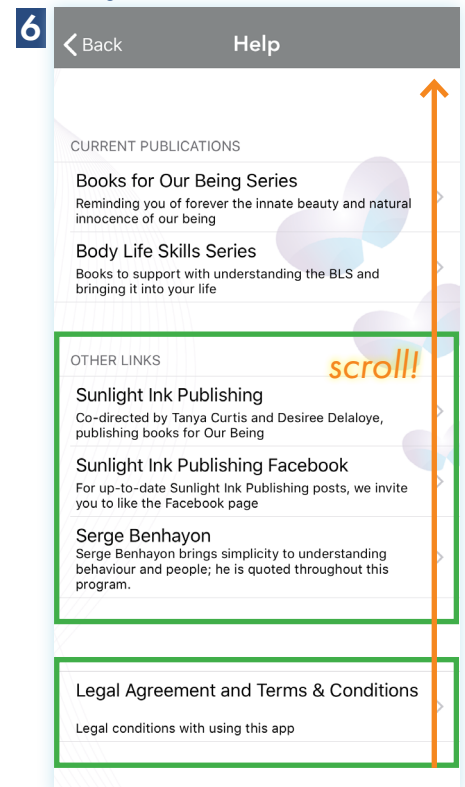 6
Back
Help
CURRENT PUBLICATIONS
Books for Our Being Series
Reminding you of forever the innate beauty and natural
innocence of our being
Body Life Skills Series
Books to support with understanding the BLS and
bringing it into your life
OTHER LINKS
scroll!
Sunlight Ink Publishing
Co-directed by Tanya Curtis and Desiree Delaloye,
publishing books for Our Being
Sunlight Ink Publishing Facebook
For up-to-date Sunlight Ink Publishing posts, we invite
you to like the Facebook page
Serge Benhayon
Serge Benhayon brings simplicity to understanding
behaviour and people; he is quoted throughout this
program.
Legal Agreement and Terms & Conditions
Legal conditions with using this app